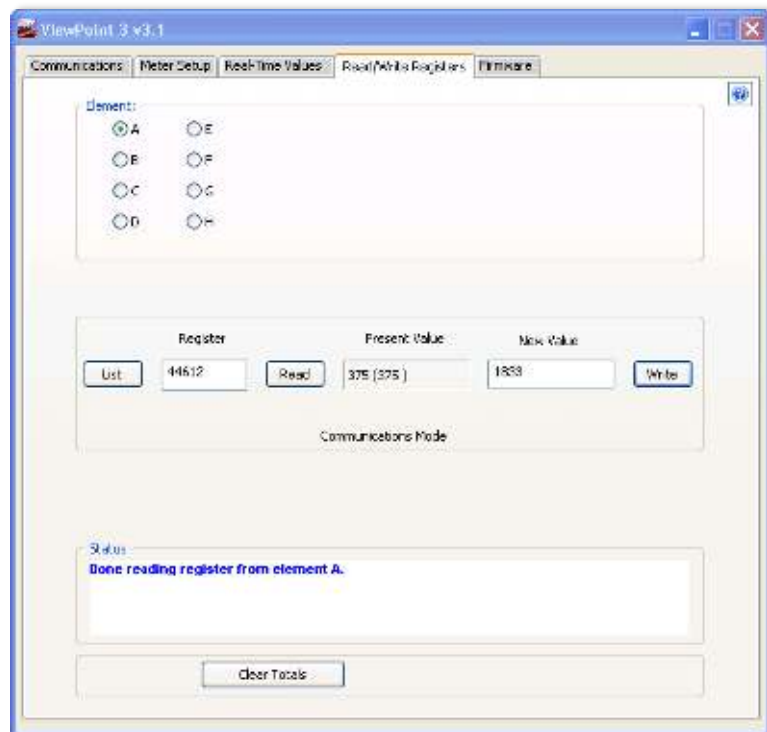 ViewPoint 3 v3.1
Communications Meter Setup Real-Time Values Read/Write Registers Firmware
Element:
A E
B F
C G
D H
Register Present Value New Value
List 44612 Read 375 (375 ) 1833 Write
Communications Mode
Status
Done reading register from element A.
Clear Totals